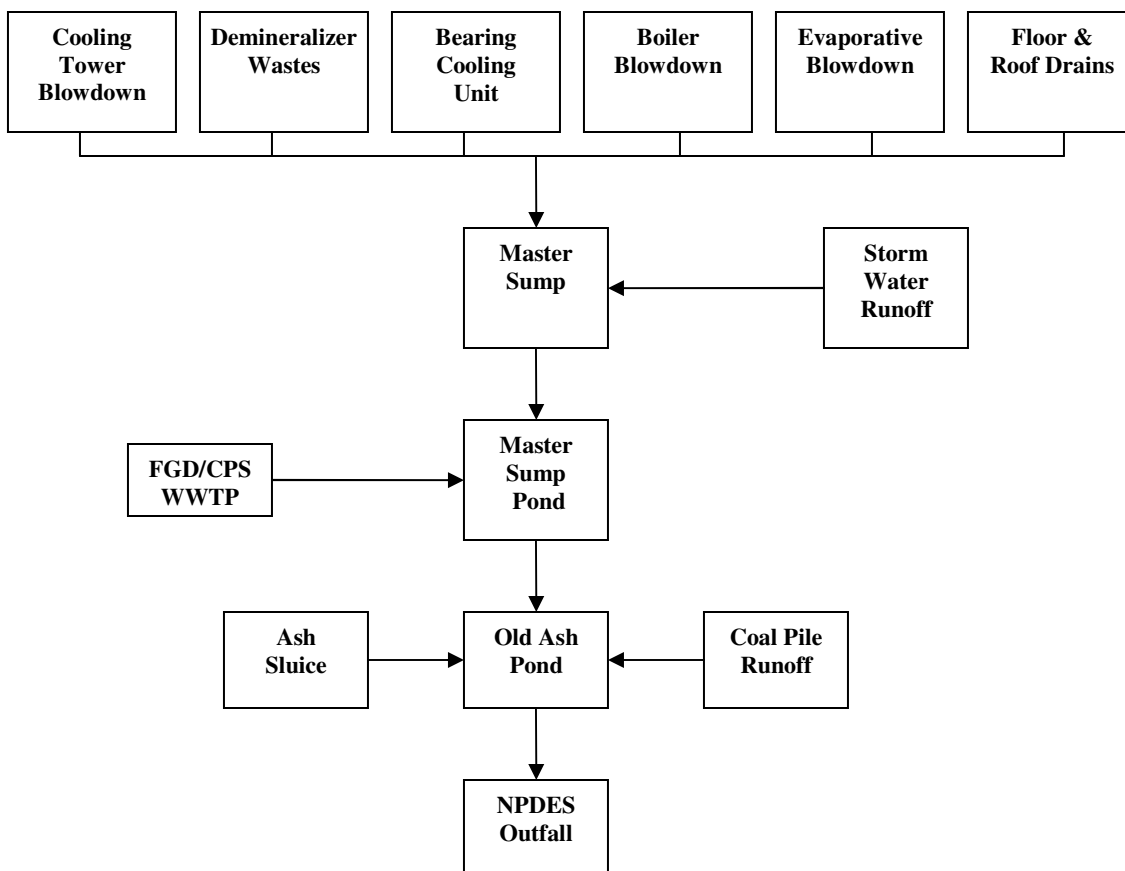 Cooling
Tower
Blowdown
Demineralizer
Wastes
Bearing
Cooling
Unit
Boiler
Blowdown
Evaporative
Blowdown
Floor &
Roof Drains
Master
Sump
Storm
Water
Runoff
FGD/CPS
WWTP
Master
Sump
Pond
Ash
Sluice
Old Ash
Pond
Coal Pile
Runoff
NPDES
Outfall